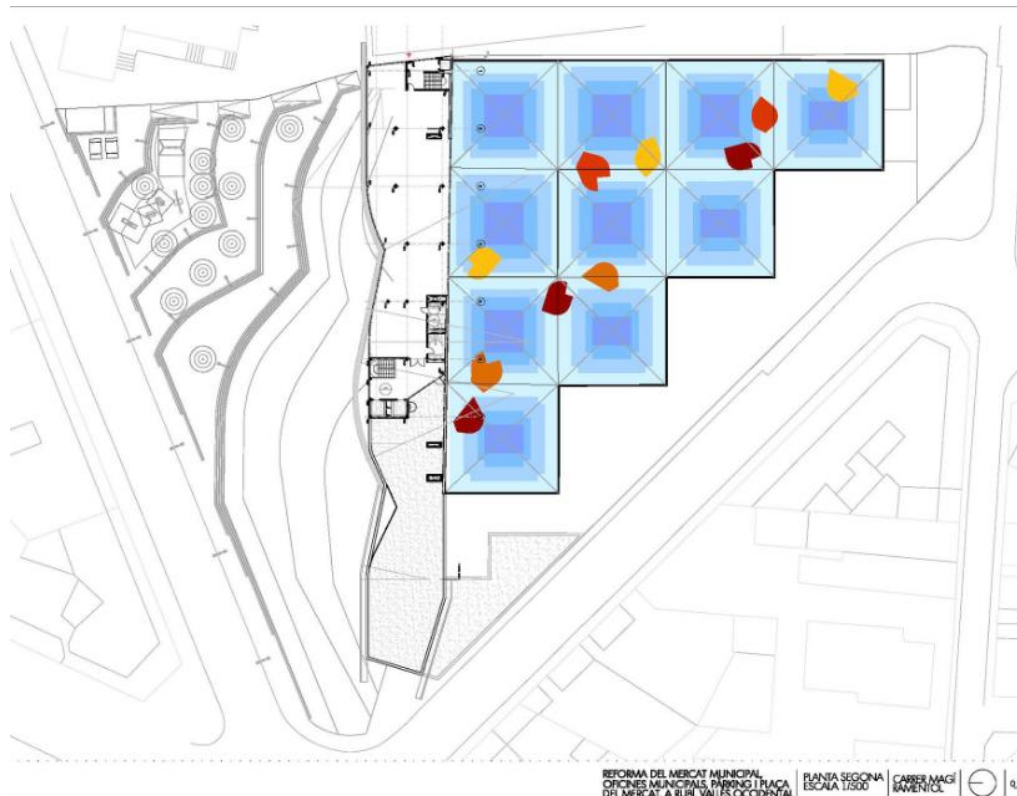 REFORMA DEL MERCAT MUNICIPAL,
OFICINES MUNICIPALS, PARKING I PLAÇA
DEL MERCAT, A RUBÍ, VALLÈS OCCIDENTAL
PLANTA SEGONA
ESCALA 1/500
CARRER MAGÍ
RAMENTOL